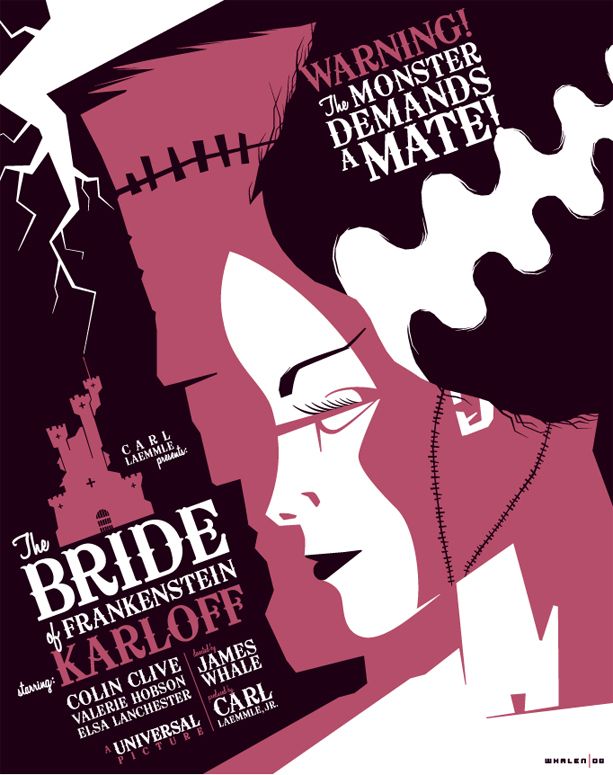 WARNING!
The MONSTER
DEMANDS
A MATE!
CARL
LAEMMLE
presents:
The
BRIDE
of FRANKENSTEIN
starring: KARLOFF
COLIN CLIVE
VALERIE HOBSON
ELSA LANCHESTER
directed by
JAMES
WHALE
produced by
CARL
LAEMMLE, JR.
A UNIVERSAL
PICTURE
WHALEN|08